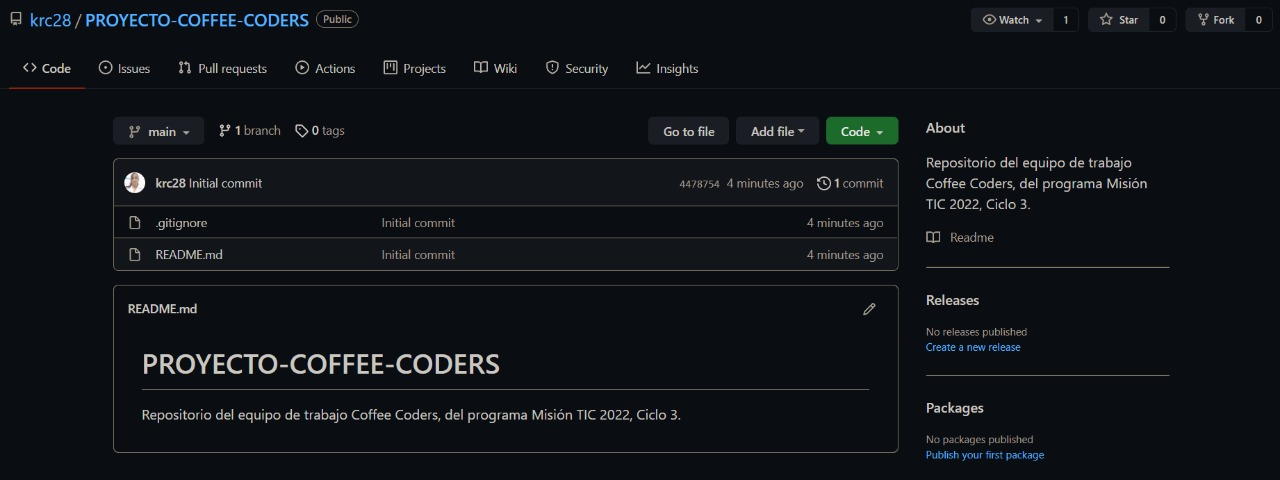 krc28 / PROYECTO-COFFEE-CODERS Public Watch 1 Star 0 Fork 0
Code Issues Pull requests Actions Projects Wiki Security Insights
main 1 branch 0 tags Go to file Add file Code
krc28 Initial commit 4478754 4 minutes ago 1 commit
.gitignore Initial commit 4 minutes ago
README.md Initial commit 4 minutes ago
README.md
PROYECTO-COFFEE-CODERS
Repositorio del equipo de trabajo Coffee Coders, del programa Misión TIC 2022, Ciclo 3.
About
Repositorio del equipo de trabajo
Coffee Coders, del programa Misión
TIC 2022, Ciclo 3.
Readme
Releases
No releases published
Create a new release
Packages
No packages published
Publish your first package